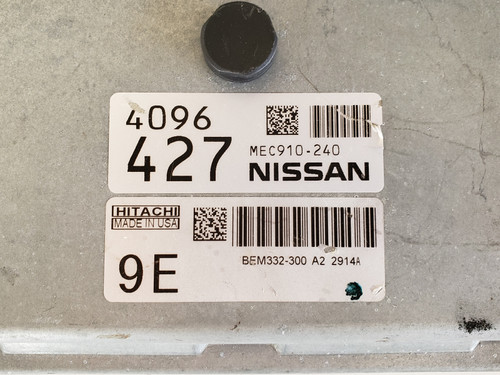 4096
427
MEC910-240
NISSAN
HITACHI
MADE IN USA
9E
BEM332-300 A2 2914A